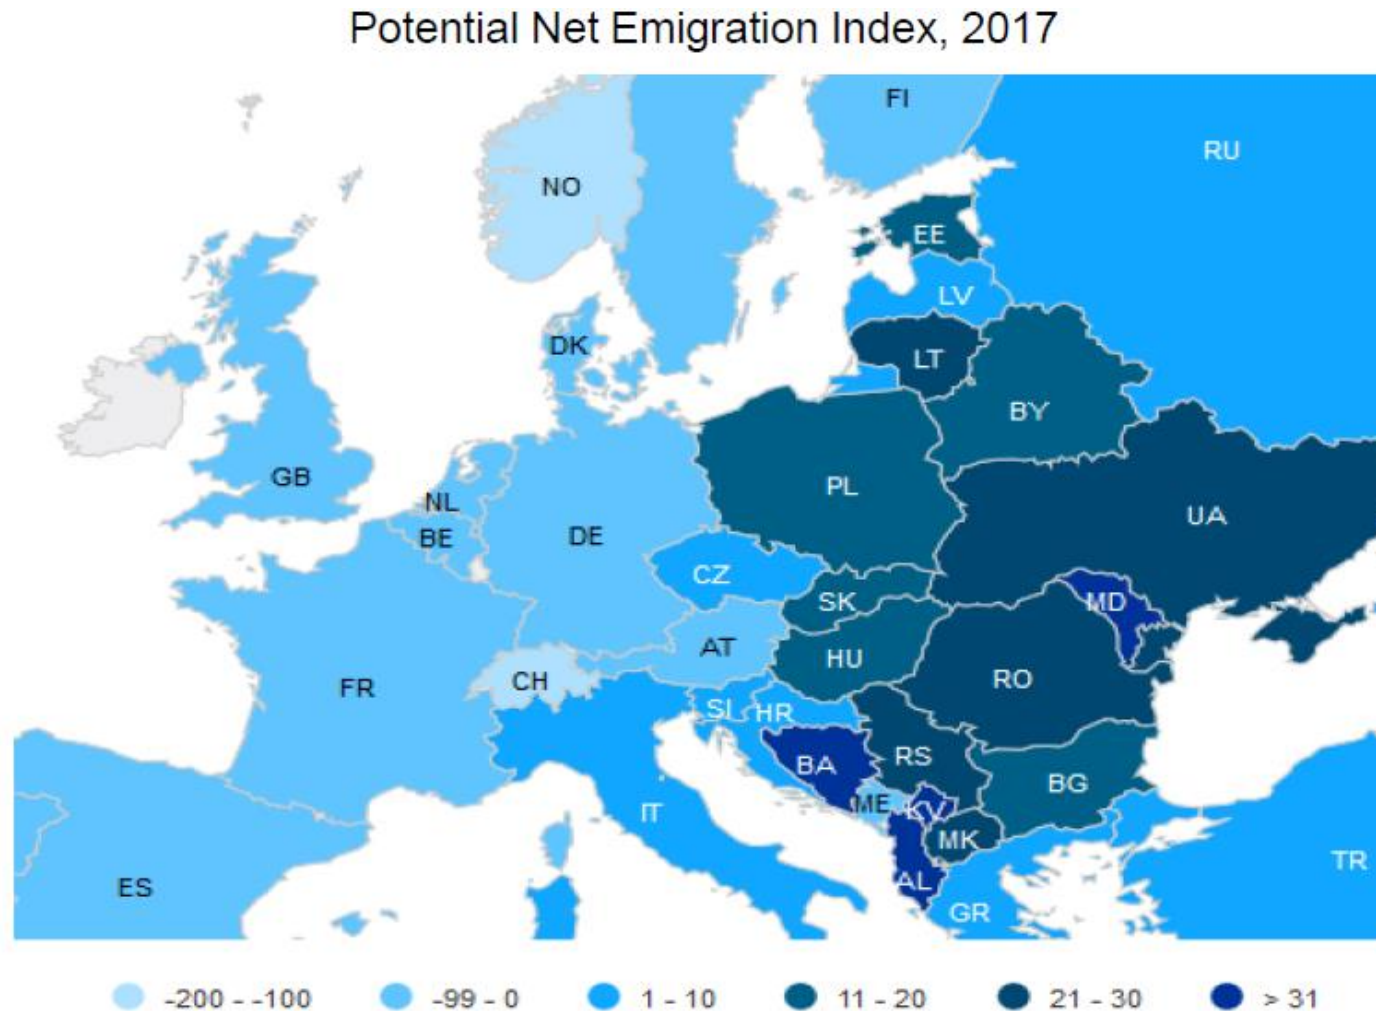 Potential Net Emigration Index, 2017
FI
RU
NO
EE
LV
DK
LT
BY
GB
NL
PL
UA
BE
DE
CZ
SK
MD
AT
HU
CH
RO
FR
SI
HR
RS
BA
BG
ME
KV
IT
MK
TR
AL
ES
GR
-200 - -100
-99 - 0
1 - 10
11 - 20
21 - 30
> 31